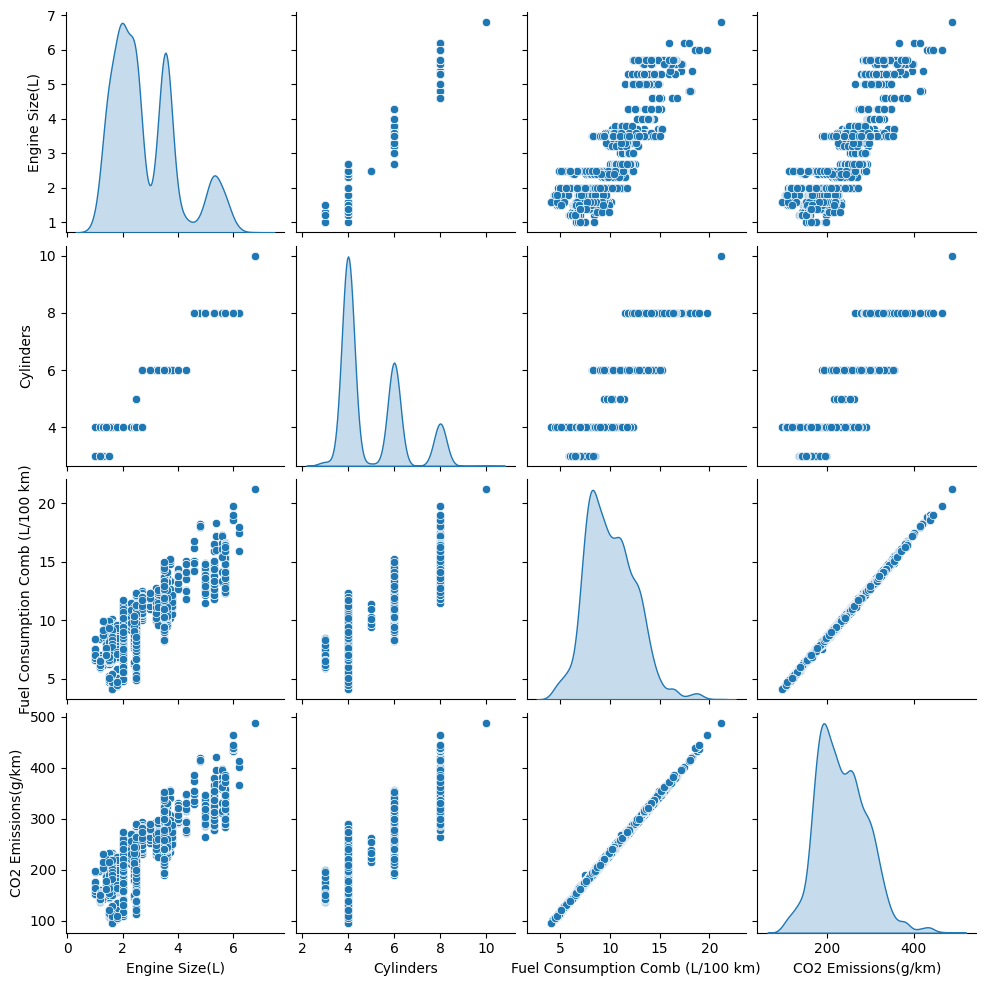 7
6
5
4
3
2
1
Engine Size(L)
10
8
6
4
Cylinders
20
15
10
5
Fuel Consumption Comb (L/100 km)
500
400
300
200
100
CO2 Emissions(g/km)
0 2 4 6
2 4 6 8 10
5 10 15 20
200 400
Engine Size(L)
Cylinders
Fuel Consumption Comb (L/100 km)
CO2 Emissions(g/km)